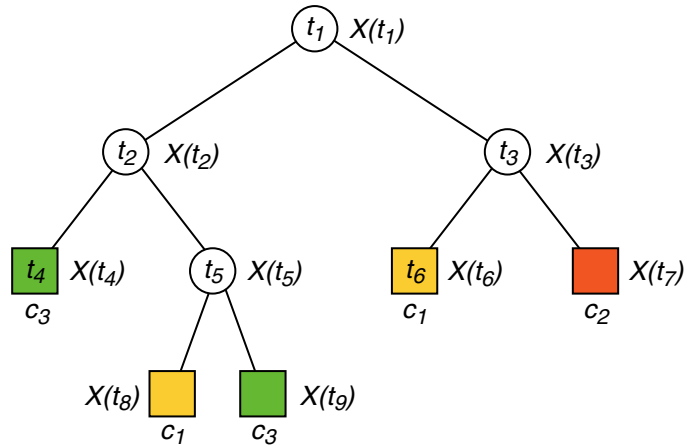 t1 X(t1)
t2 X(t2)
t3 X(t3)
t4 X(t4)
t5 X(t5)
t6 X(t6)
X(t7)
c3
c1
c2
X(t8)
X(t9)
c1
c3